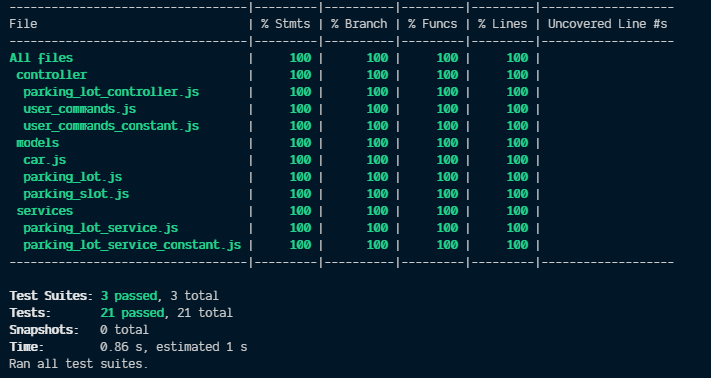 -----------------------------------|---------|----------|---------|---------|-------------------
File                               | % Stmts | % Branch | % Funcs | % Lines | Uncovered Line #s
-----------------------------------|---------|----------|---------|---------|-------------------
All files                          |     100 |      100 |     100 |     100 |
 controller                        |     100 |      100 |     100 |     100 |
  parking_lot_controller.js        |     100 |      100 |     100 |     100 |
  user_commands.js                 |     100 |      100 |     100 |     100 |
  user_commands_constant.js        |     100 |      100 |     100 |     100 |
 models                            |     100 |      100 |     100 |     100 |
  car.js                           |     100 |      100 |     100 |     100 |
  parking_lot.js                   |     100 |      100 |     100 |     100 |
  parking_slot.js                  |     100 |      100 |     100 |     100 |
 services                          |     100 |      100 |     100 |     100 |
  parking_lot_service.js           |     100 |      100 |     100 |     100 |
  parking_lot_service_constant.js  |     100 |      100 |     100 |     100 |
-----------------------------------|---------|----------|---------|---------|-------------------
Test Suites: 3 passed, 3 total
Tests:       21 passed, 21 total
Snapshots:   0 total
Time:        0.86 s, estimated 1 s
Ran all test suites.